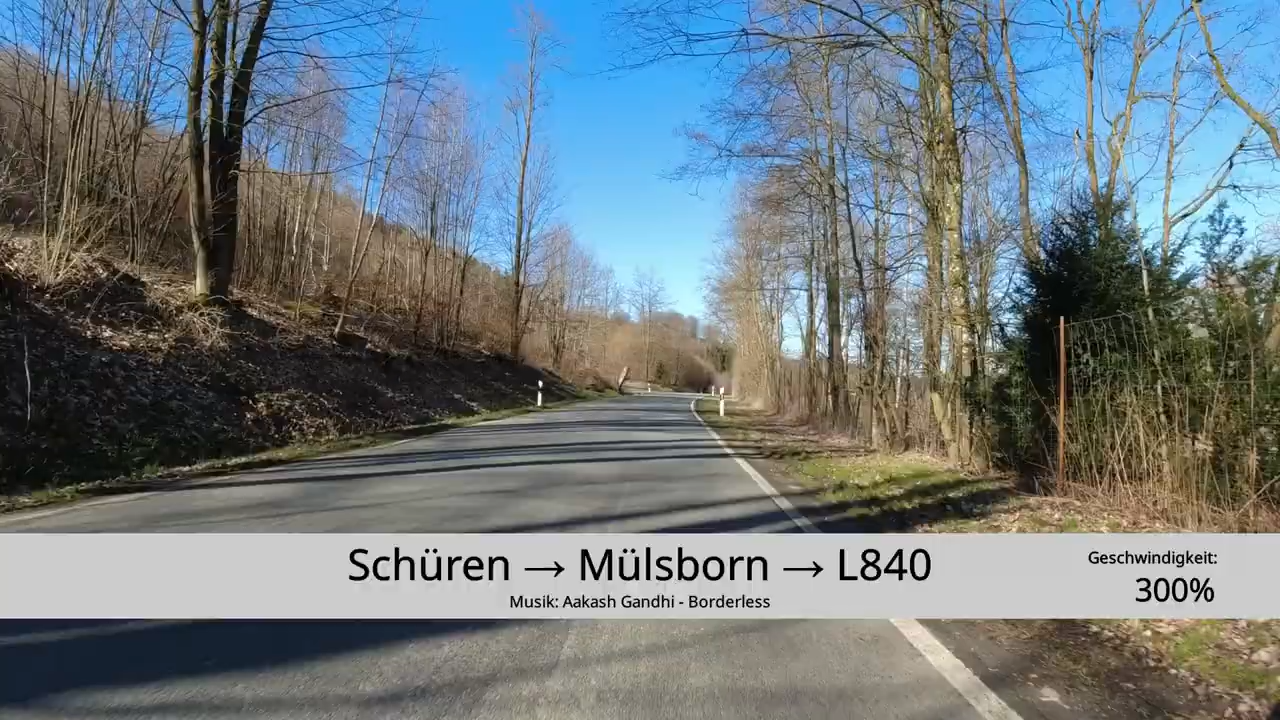 Schüren → Mülsborn → L840
Musik: Aakash Gandhi - Borderless
Geschwindigkeit:
300%